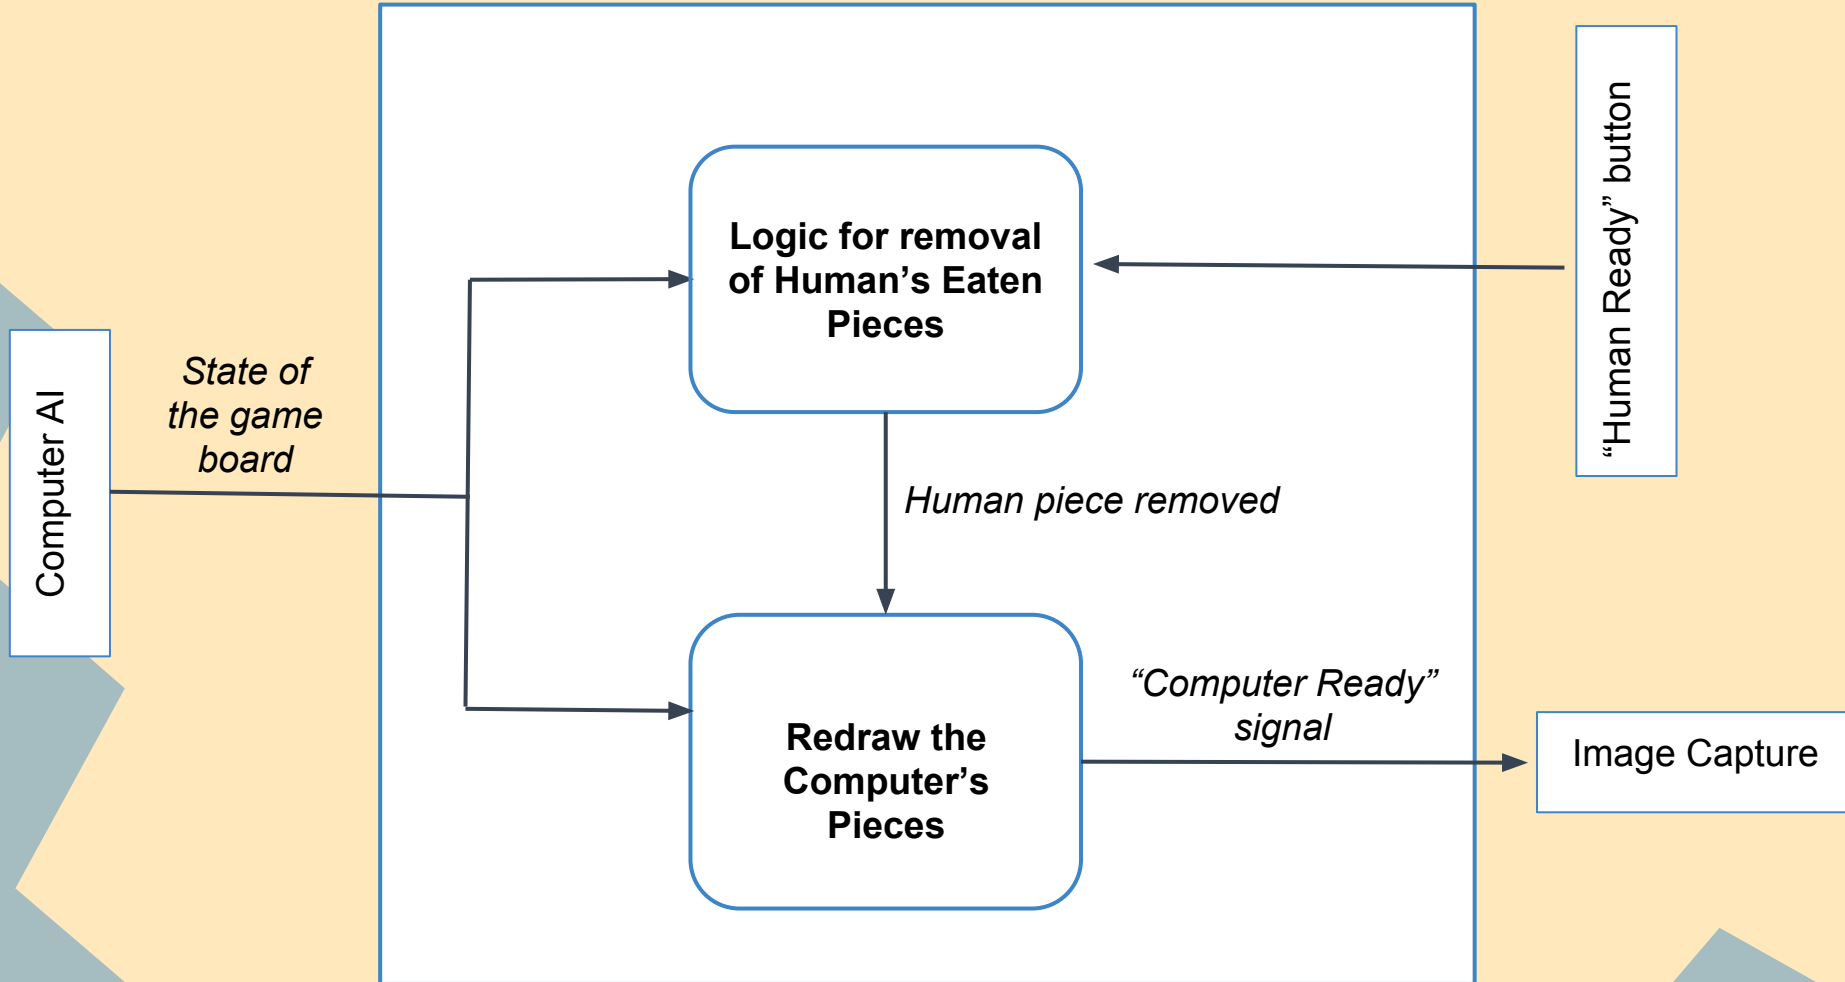 Computer AI
State of
the game
board
Logic for removal
of Human’s Eaten
Pieces
“Human Ready” button
Human piece removed
Redraw the
Computer’s
Pieces
“Computer Ready”
signal
Image Capture